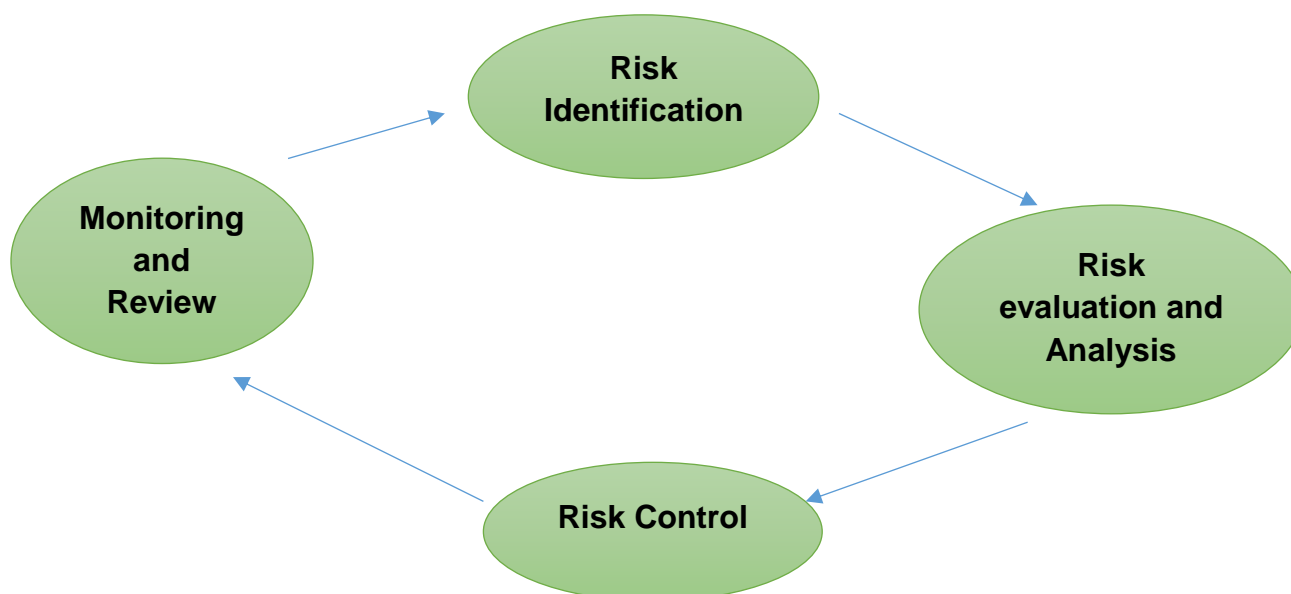 Risk
Identification
Risk
evaluation and
Analysis
Risk Control
Monitoring
and
Review